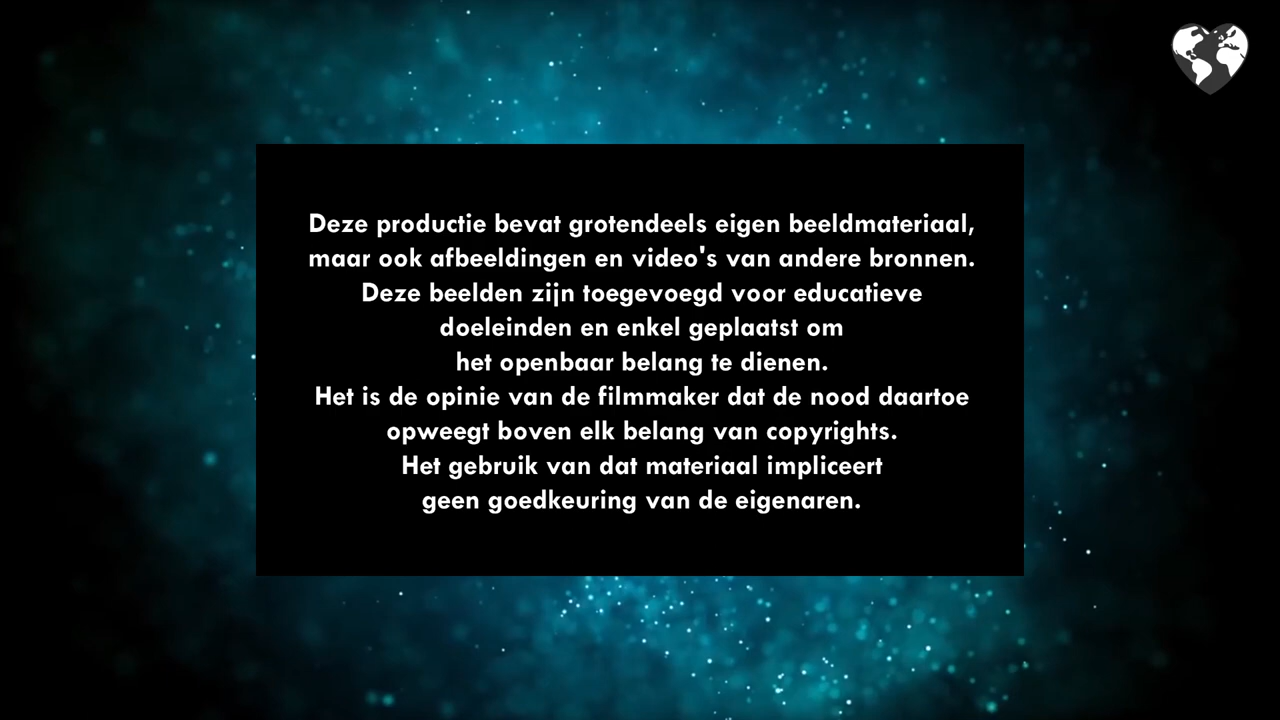 Deze productie bevat grotendeels eigen beeldmateriaal,
maar ook afbeeldingen en video's van andere bronnen.
Deze beelden zijn toegevoegd voor educatieve
doeleinden en enkel geplaatst om
het openbaar belang te dienen.
Het is de opinie van de filmmaker dat de nood daartoe
opweegt boven elk belang van copyrights.
Het gebruik van dat materiaal impliceert
geen goedkeuring van de eigenaren.